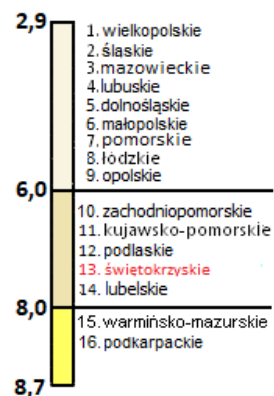 2,9
1. wielkopolskie
2. śląskie
3. mazowieckie
4. lubuskie
5. dolnośląskie
6. małopolskie
7. pomorskie
8. łódzkie
9. opolskie
6,0
10. zachodniopomorskie
11. kujawsko-pomorskie
12. podlaskie
13. świętokrzyskie
14. lubelskie
8,0
15. warmińsko-mazurskie
16. podkarpackie
8,7